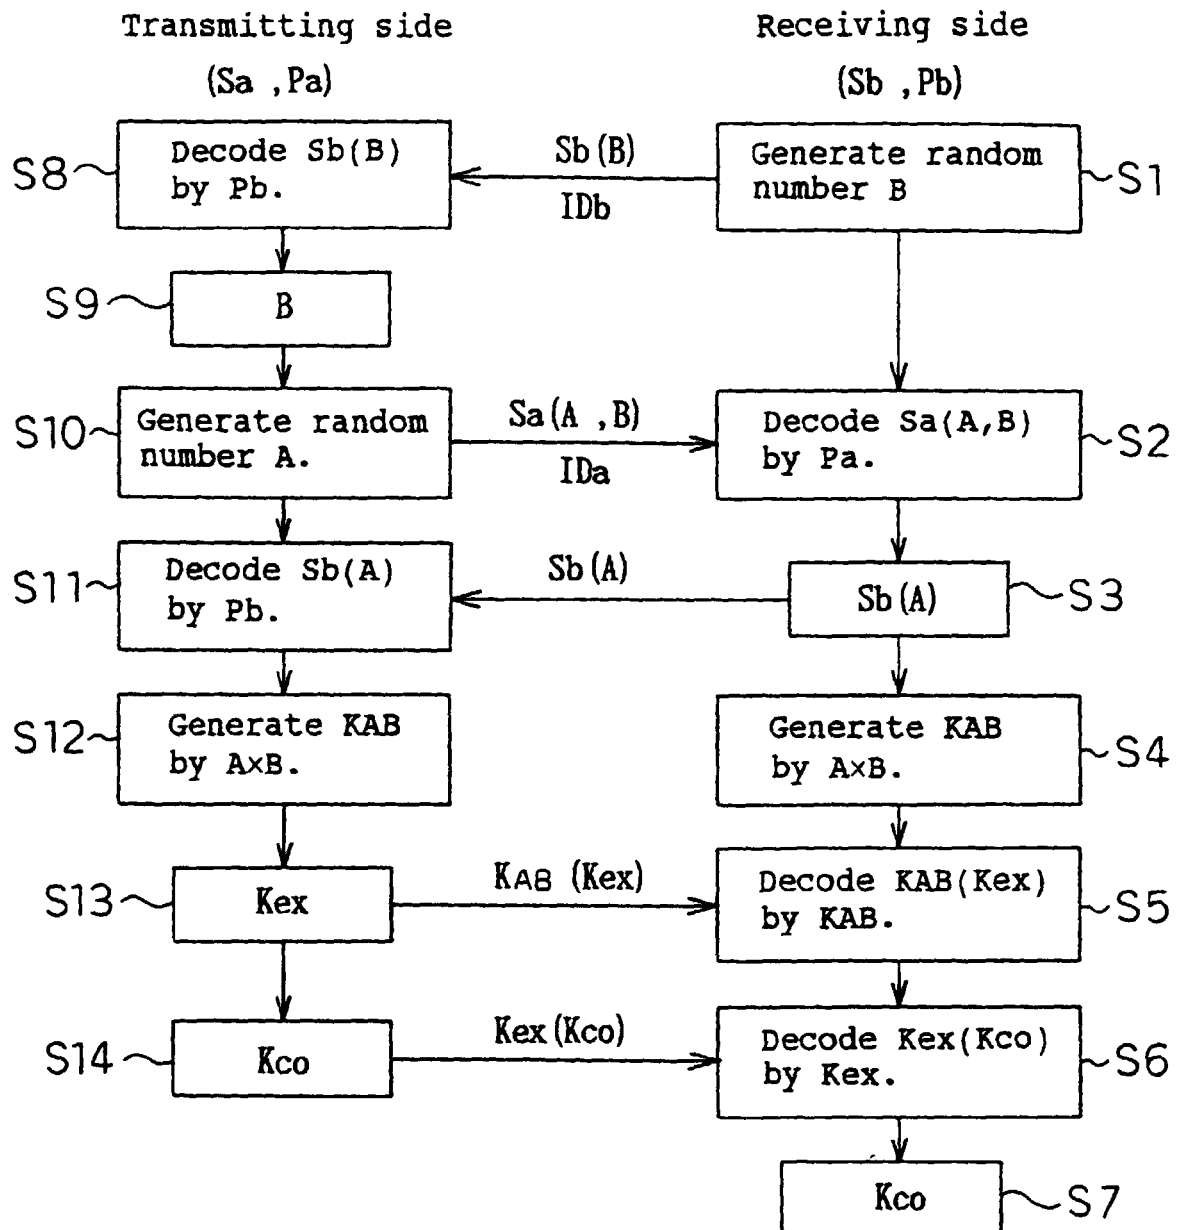 Transmitting side
Receiving side
(Sa ,Pa)
(Sb ,Pb)
S8
Decode Sb(B)
by Pb.
Sb(B)
IDb
Generate random
number B
S1
S9
B
S10
Generate random
number A.
Sa(A ,B)
IDa
Decode Sa(A,B)
by Pa.
S2
S11
Decode Sb(A)
by Pb.
Sb(A)
Sb(A)
S3
S12
Generate KAB
by A×B.
Generate KAB
by A×B.
S4
S13
Kex
KAB (Kex)
Decode KAB(Kex)
by KAB.
S5
S14
Kco
Kex(Kco)
Decode Kex(Kco)
by Kex.
S6
Kco
S7